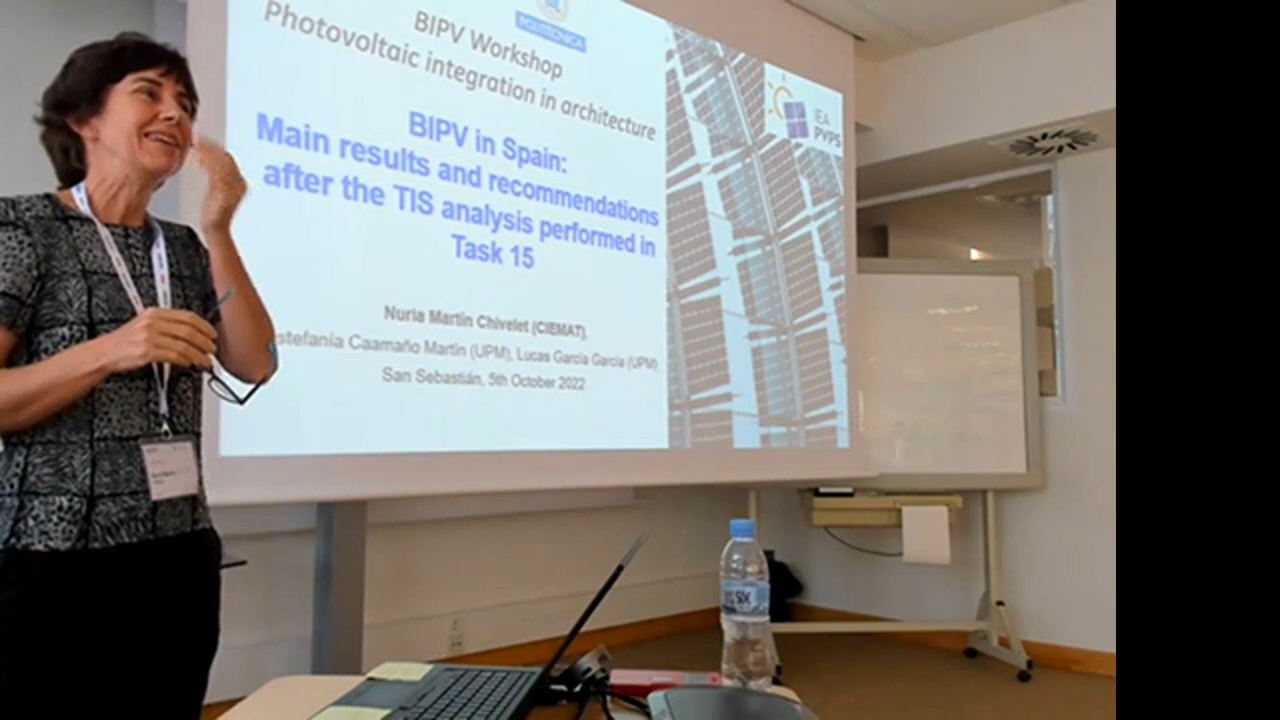 POLITÉCNICA
BIPV Workshop
Photovoltaic integration in architecture
IEA
PVPS
BIPV in Spain:
Main results and recommendations
after the TIS analysis performed in
Task 15
Nuria Martín Chivelet (CIEMAT),
stefanía Caamaño Martín (UPM), Lucas García García (UPM)
San Sebastián, 5th October 2022